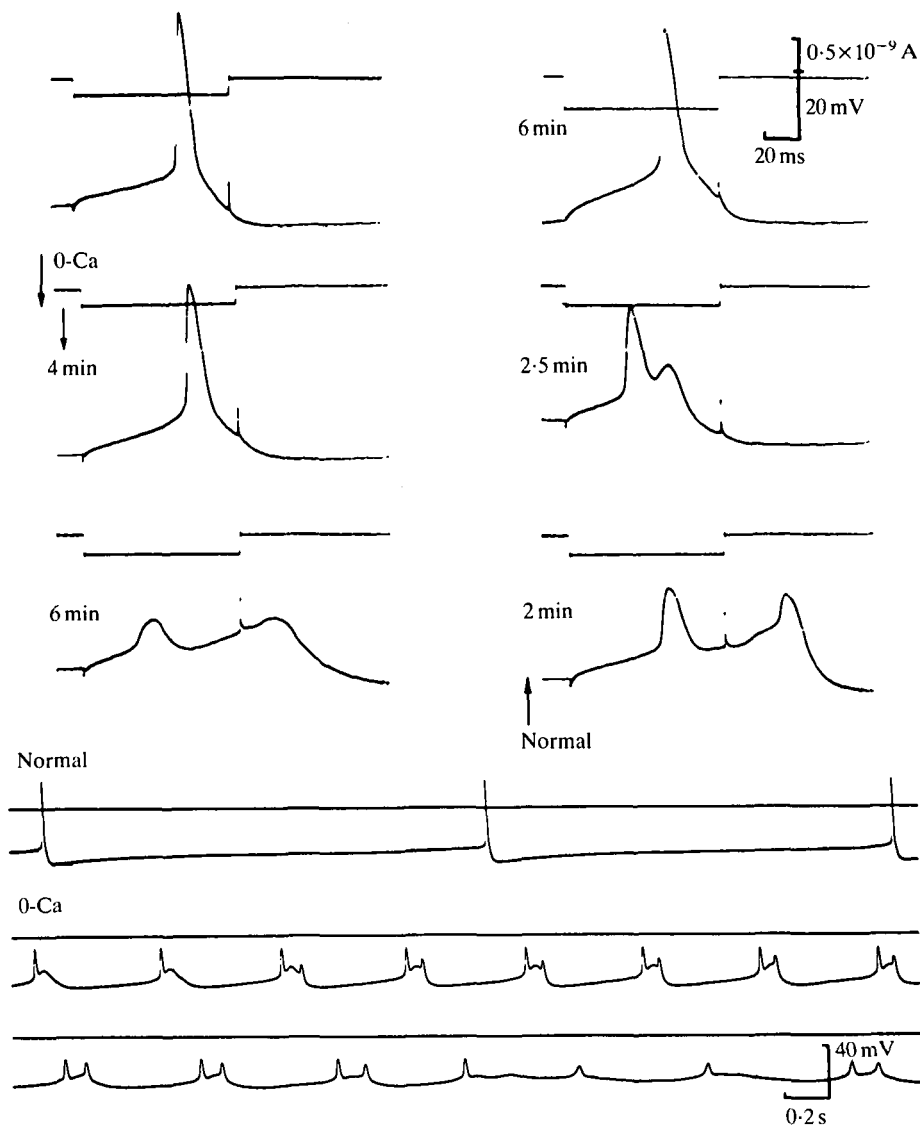 0·5×10⁻⁹ A
20 mV
20 ms
6 min
0-Ca
4 min
2·5 min
6 min
2 min
Normal
Normal
0-Ca
40 mV
0·2 s